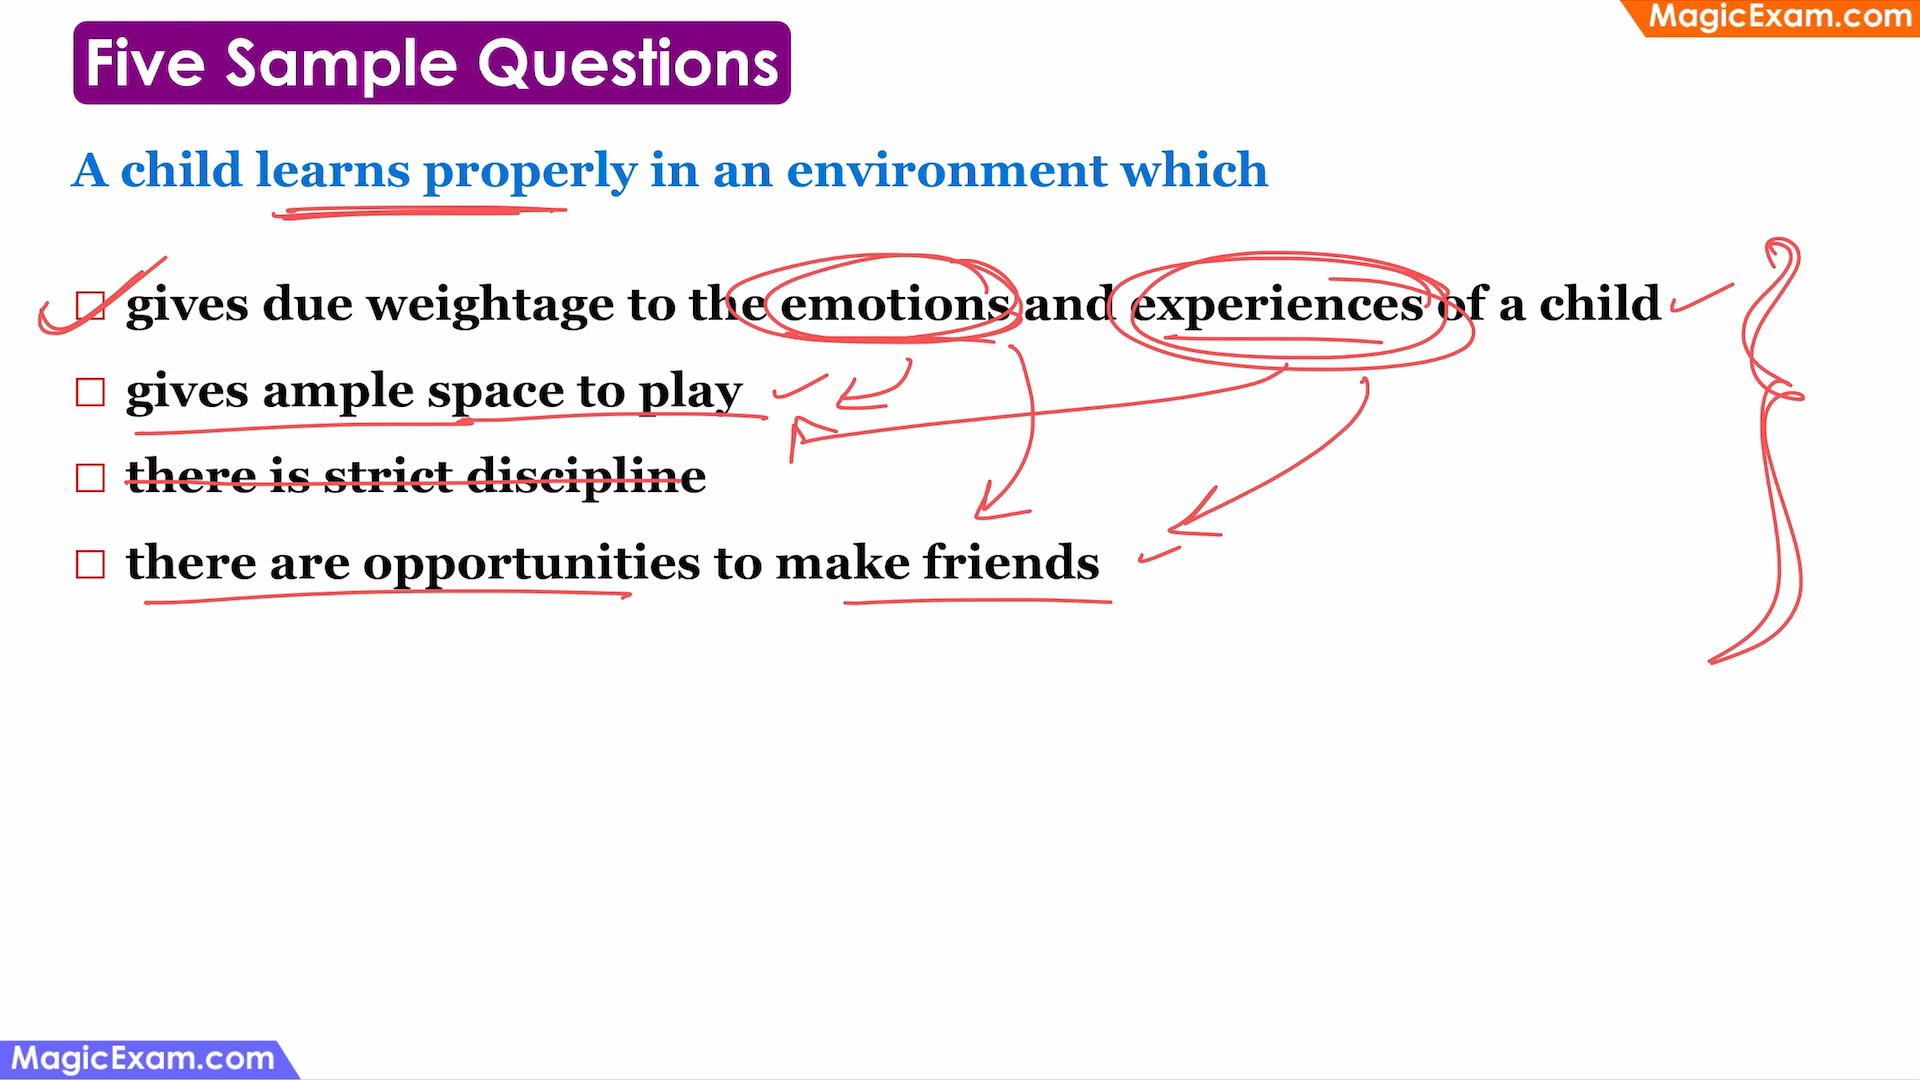 MagicExam.com
Five Sample Questions
A child learns properly in an environment which
gives due weightage to the emotions and experiences of a child
gives ample space to play
there is strict discipline
there are opportunities to make friends
MagicExam.com